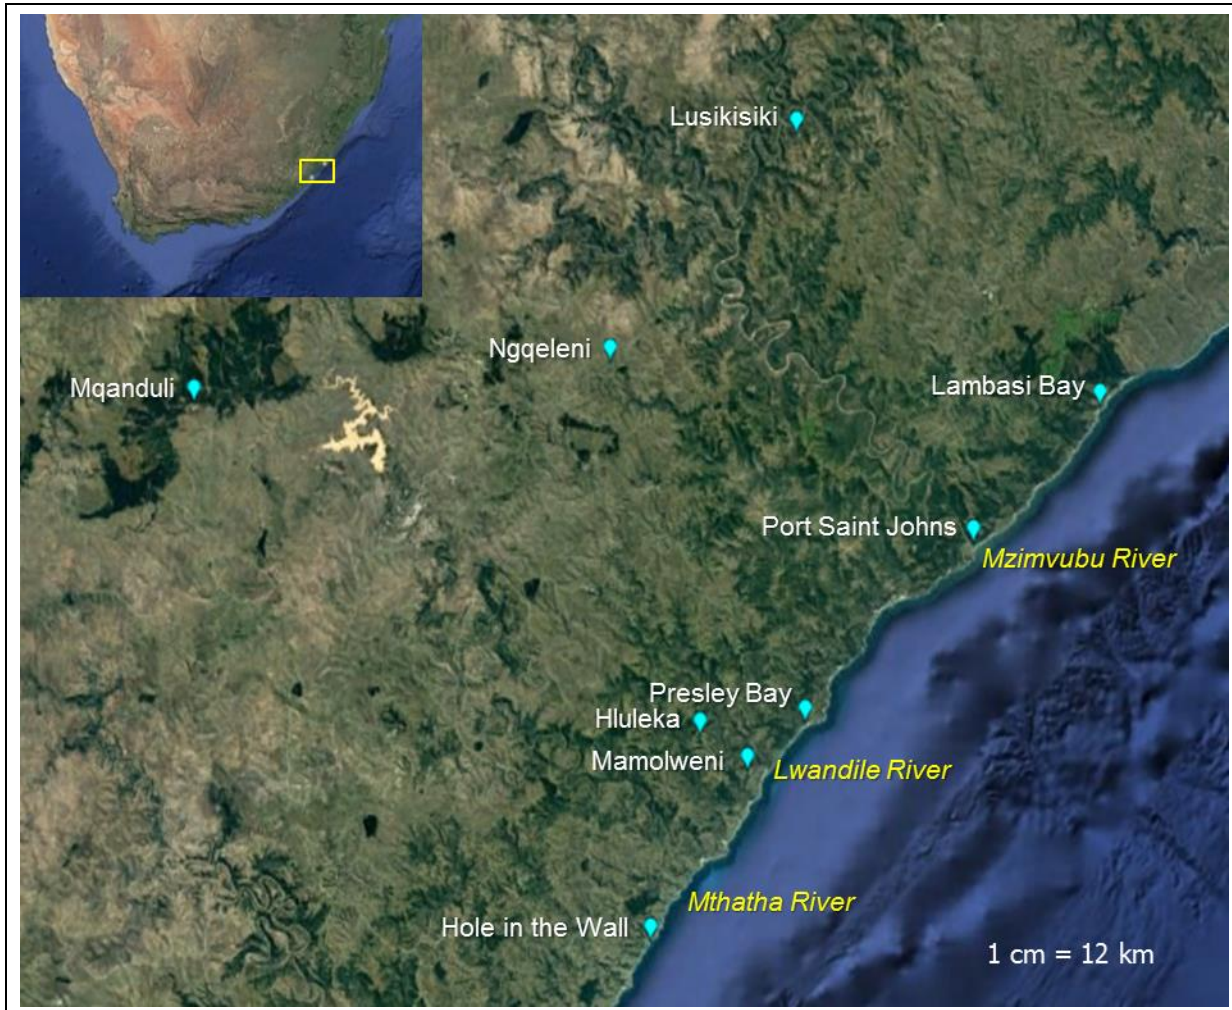 Lusikisiki
Ngqeleni
Mqanduli
Lambasi Bay
Port Saint Johns
Mzimvubu River
Presley Bay
Hluleka
Mamolweni
Lwandile River
Mthatha River
Hole in the Wall
1 cm = 12 km